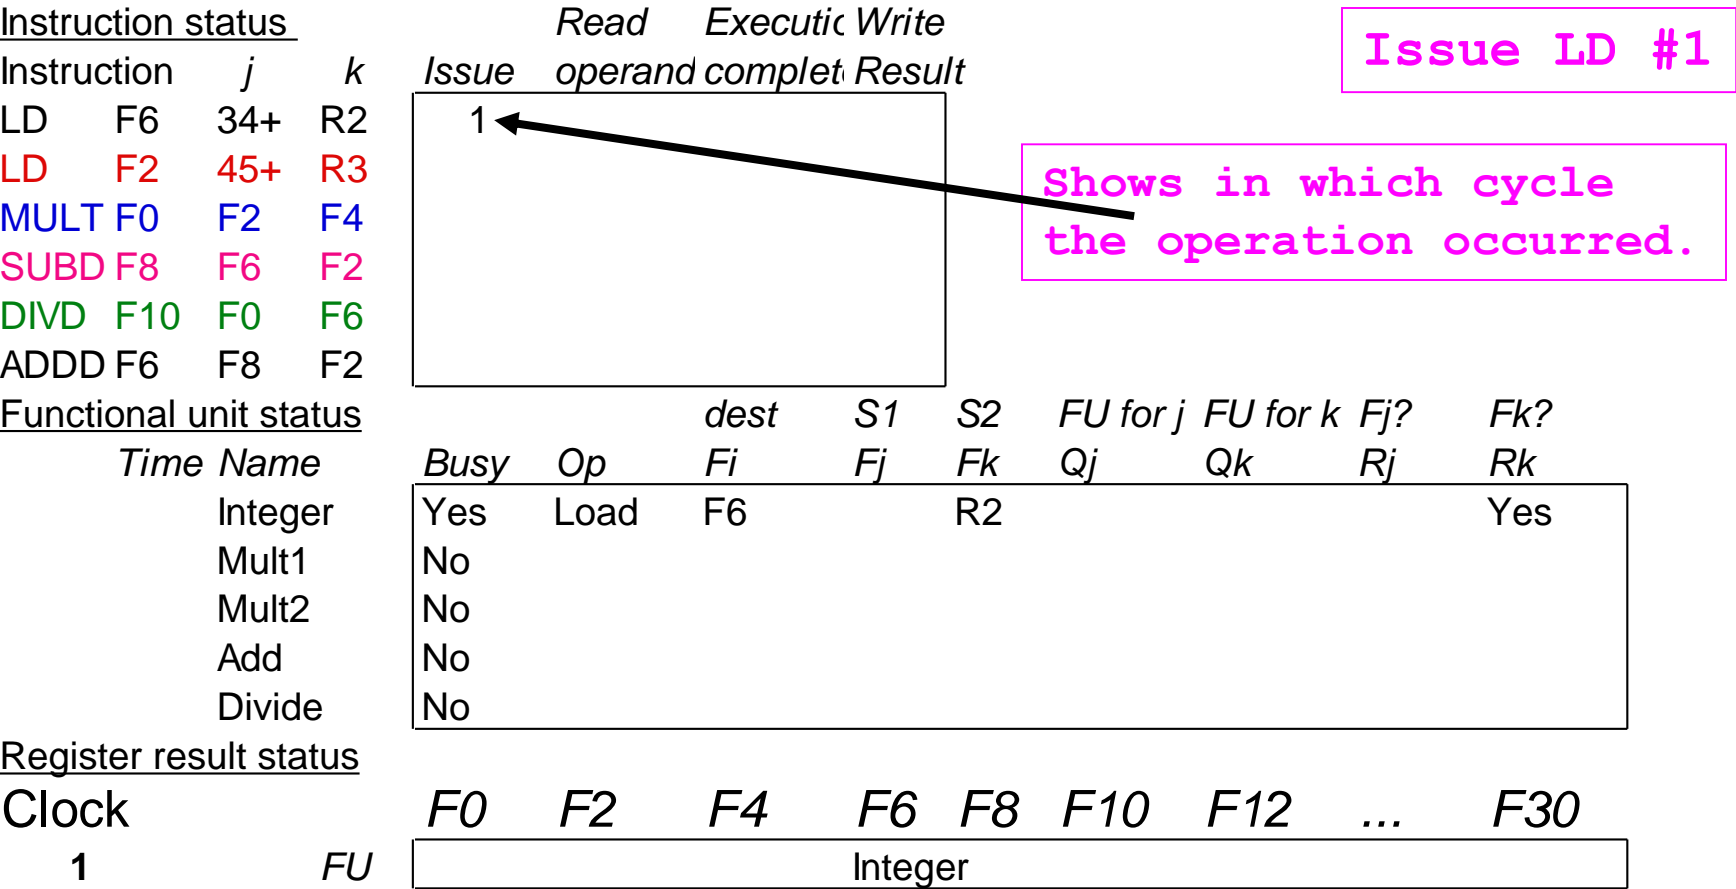 Instruction status Read Executio Write
Instruction j k Issue operand complet Result
Issue LD #1
LD F6 34+ R2 1
LD F2 45+ R3
MULT F0 F2 F4
SUBD F8 F6 F2
DIVD F10 F0 F6
ADDD F6 F8 F2
Shows in which cycle
the operation occurred.
Functional unit status dest S1 S2 FU for j FU for k Fj? Fk?
Time Name Busy Op Fi Fj Fk Qj Qk Rj Rk
Integer Yes Load F6 R2 Yes
Mult1 No
Mult2 No
Add No
Divide No
Register result status
Clock F0 F2 F4 F6 F8 F10 F12 ... F30
1 FU Integer